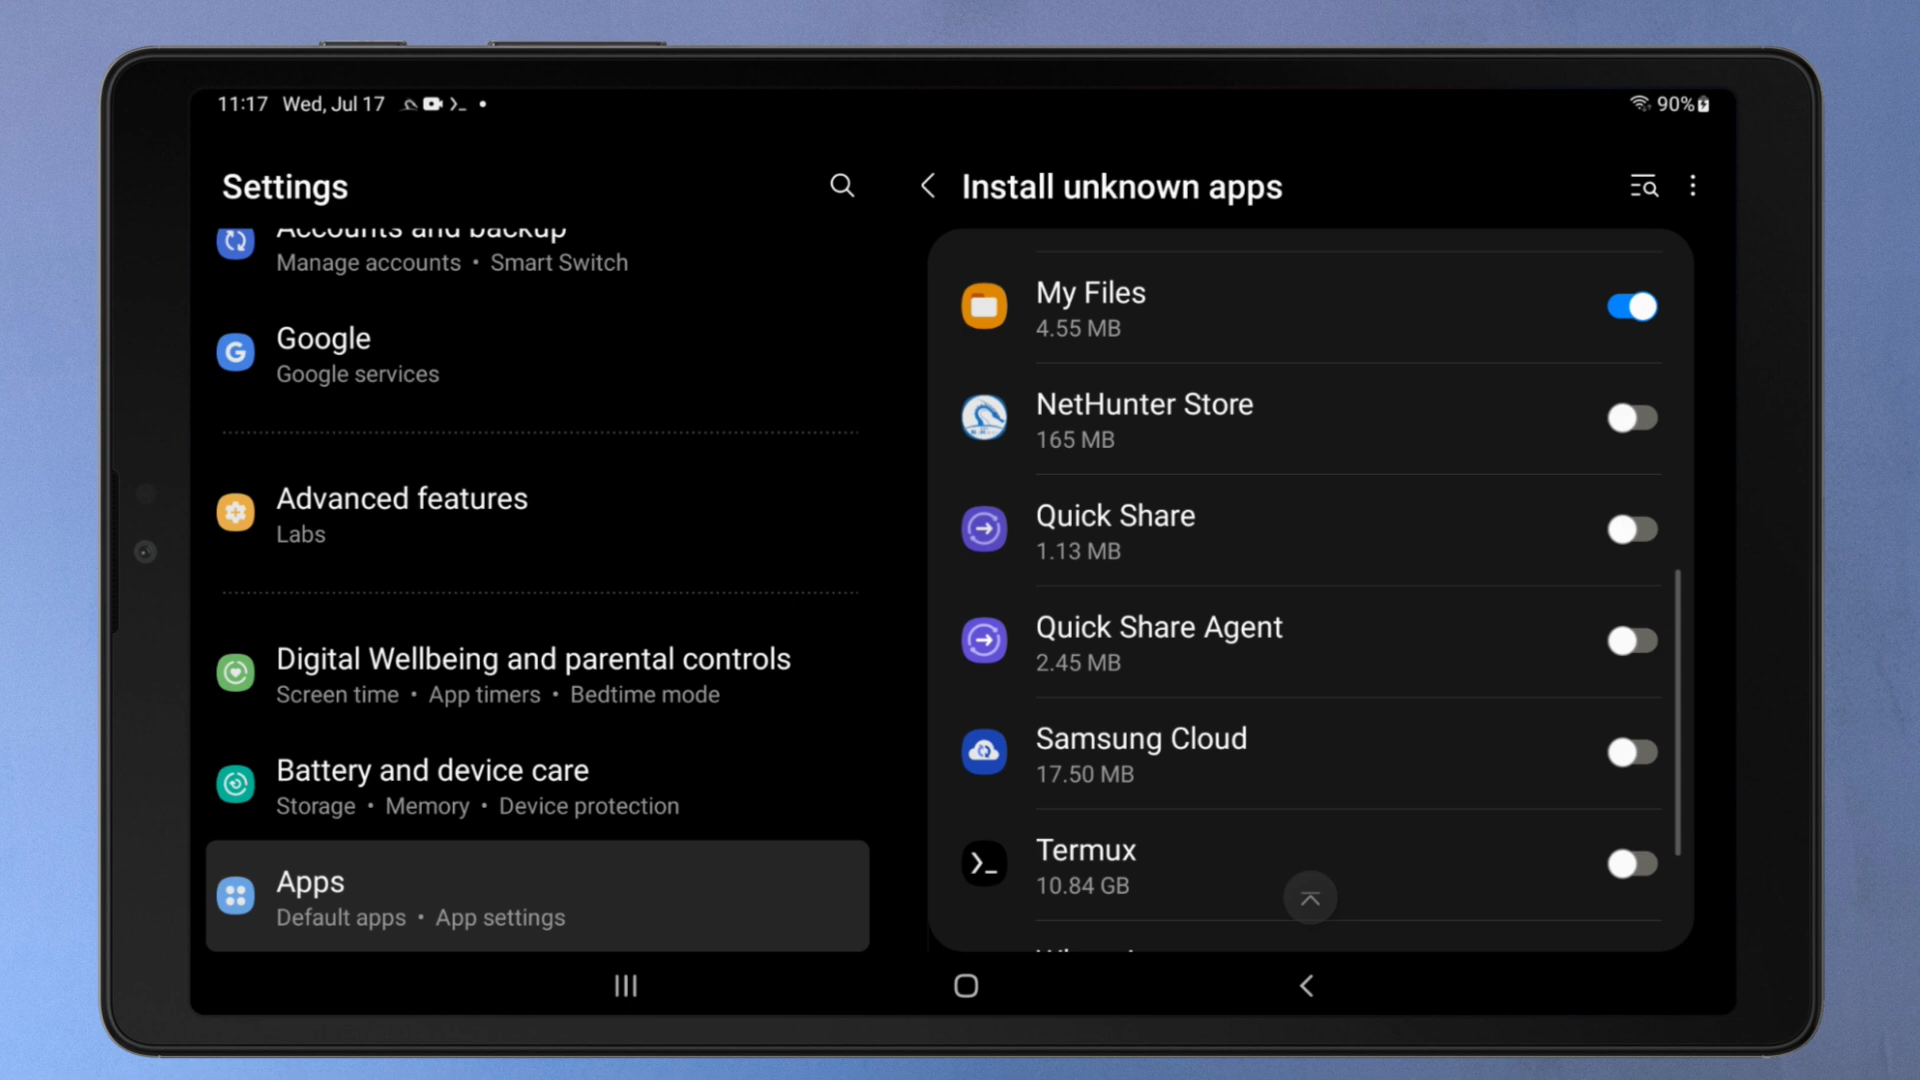 11:17 Wed, Jul 17
90%
Settings
Accounts and backup
Manage accounts • Smart Switch
Google
Google services
Advanced features
Labs
Digital Wellbeing and parental controls
Screen time • App timers • Bedtime mode
Battery and device care
Storage • Memory • Device protection
Apps
Default apps • App settings
Install unknown apps
My Files
4.55 MB
NetHunter Store
165 MB
Quick Share
1.13 MB
Quick Share Agent
2.45 MB
Samsung Cloud
17.50 MB
Termux
10.84 GB